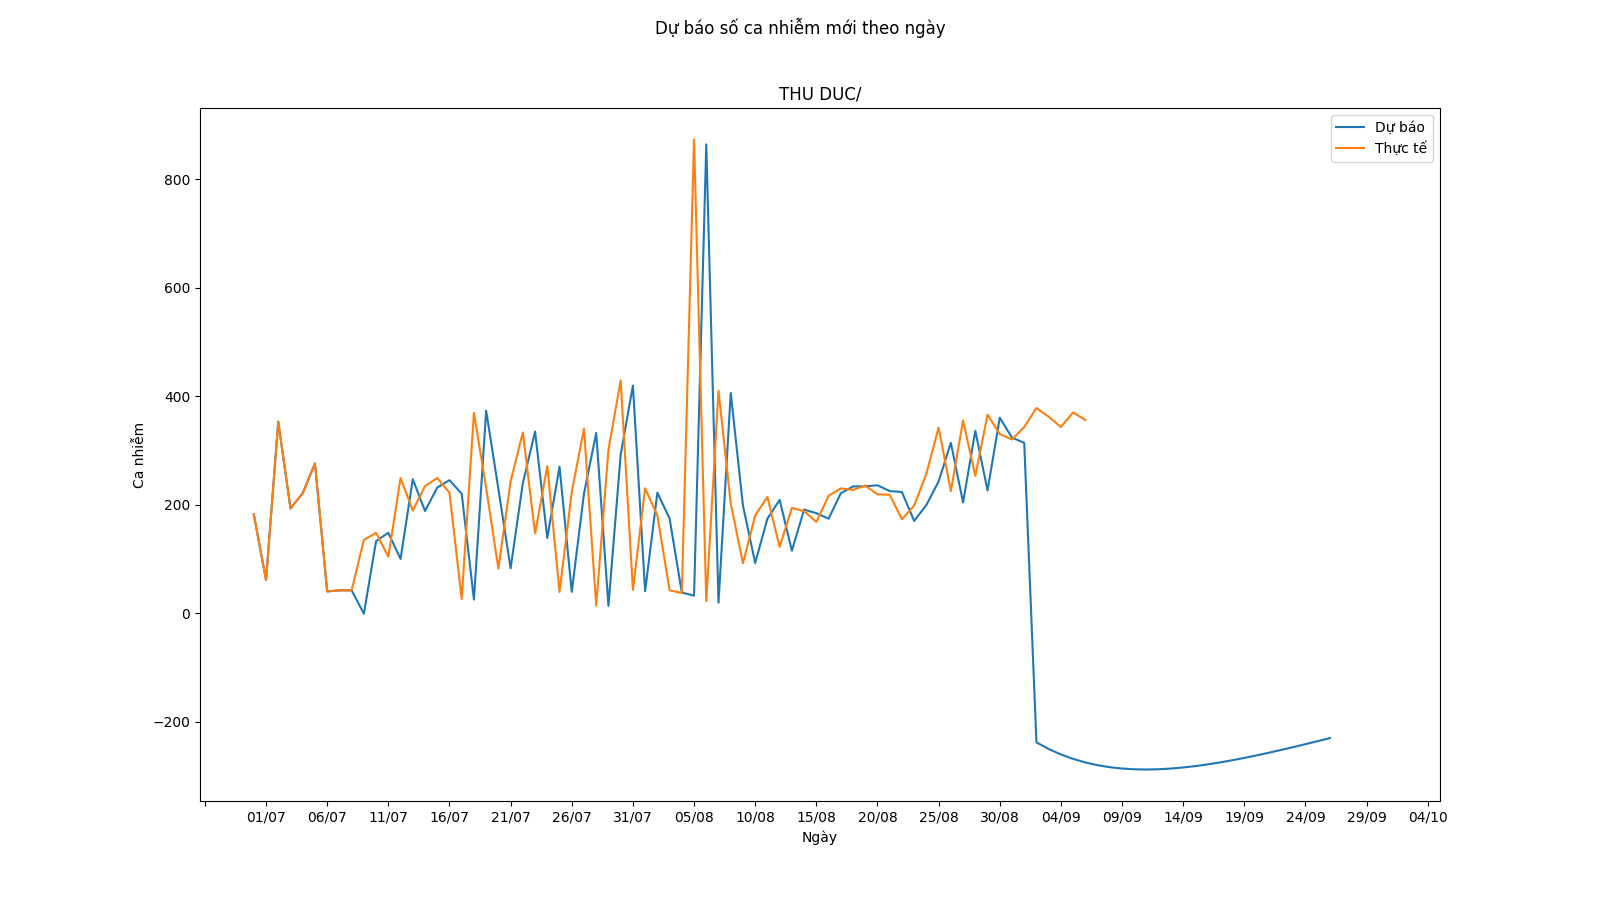 Dự báo số ca nhiễm mới theo ngày
THU DUC/
Dự báo
Thực tế
Ca nhiễm
800
600
400
200
0
−200
01/07 06/07 11/07 16/07 21/07 26/07 31/07 05/08 10/08 15/08 20/08 25/08 30/08 04/09 09/09 14/09 19/09 24/09 29/09 04/10
Ngày